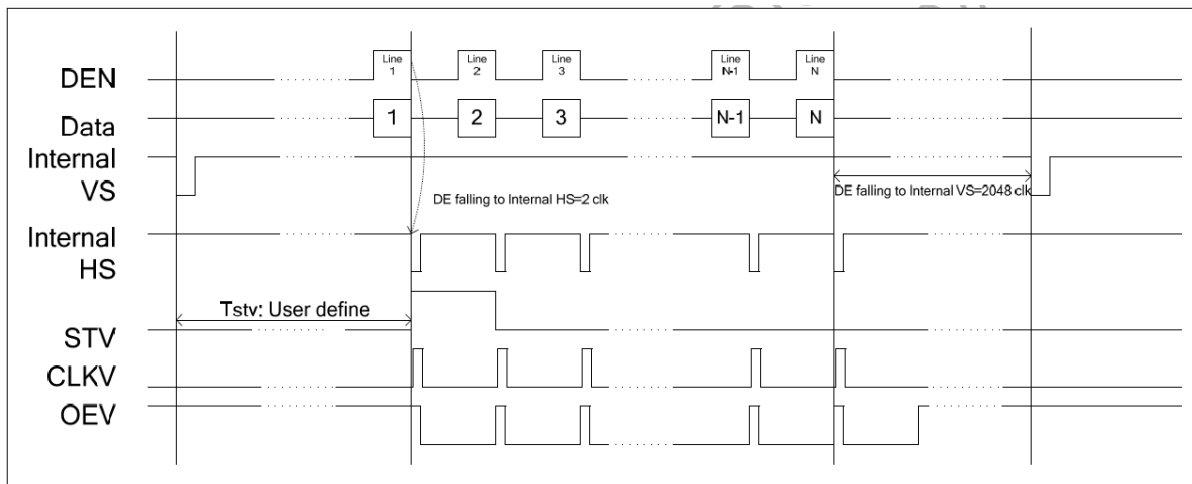 DEN
Line 1
Line 2
Line 3
Line N-1
Line N
Data
1
2
3
N-1
N
Internal VS
DE falling to Internal HS=2 clk
DE falling to Internal VS=2048 clk
Internal HS
Tstv: User define
STV
CLKV
OEV